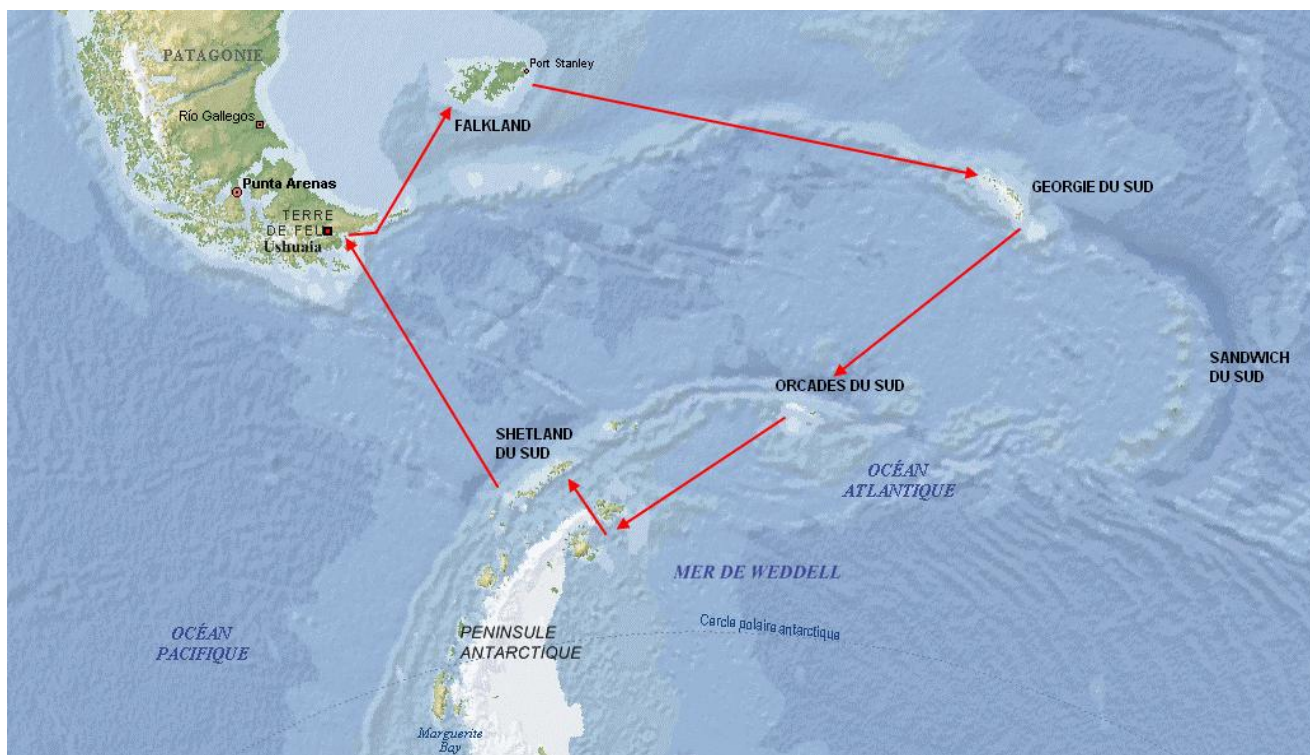 PATAGONIE
Port Stanley
Río Gallegos
FALKLAND
Punta Arenas
GEORGIE DU SUD
TERRE
DE FEU
Ushuaia
SANDWICH
DU SUD
ORCADES DU SUD
SHETLAND
DU SUD
OCÉAN
ATLANTIQUE
MER DE WEDDELL
Cercle polaire antarctique
OCÉAN
PACIFIQUE
PENINSULE
ANTARCTIQUE
Marguerite
Bay